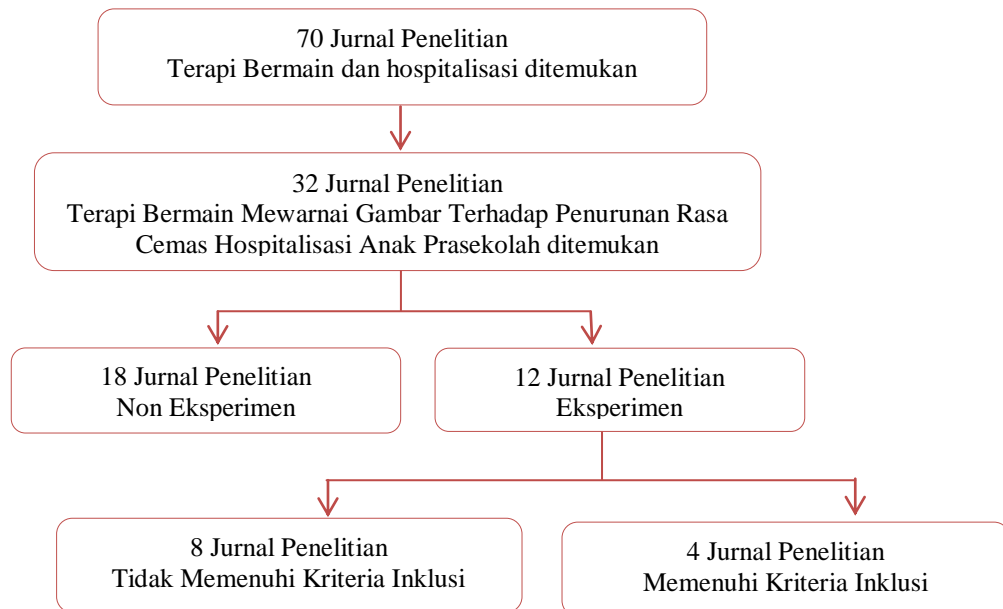 70 Jurnal Penelitian
Terapi Bermain dan hospitalisasi ditemukan
32 Jurnal Penelitian
Terapi Bermain Mewarnai Gambar Terhadap Penurunan Rasa
Cemas Hospitalisasi Anak Prasekolah ditemukan
18 Jurnal Penelitian
Non Eksperimen
12 Jurnal Penelitian
Eksperimen
8 Jurnal Penelitian
Tidak Memenuhi Kriteria Inklusi
4 Jurnal Penelitian
Memenuhi Kriteria Inklusi